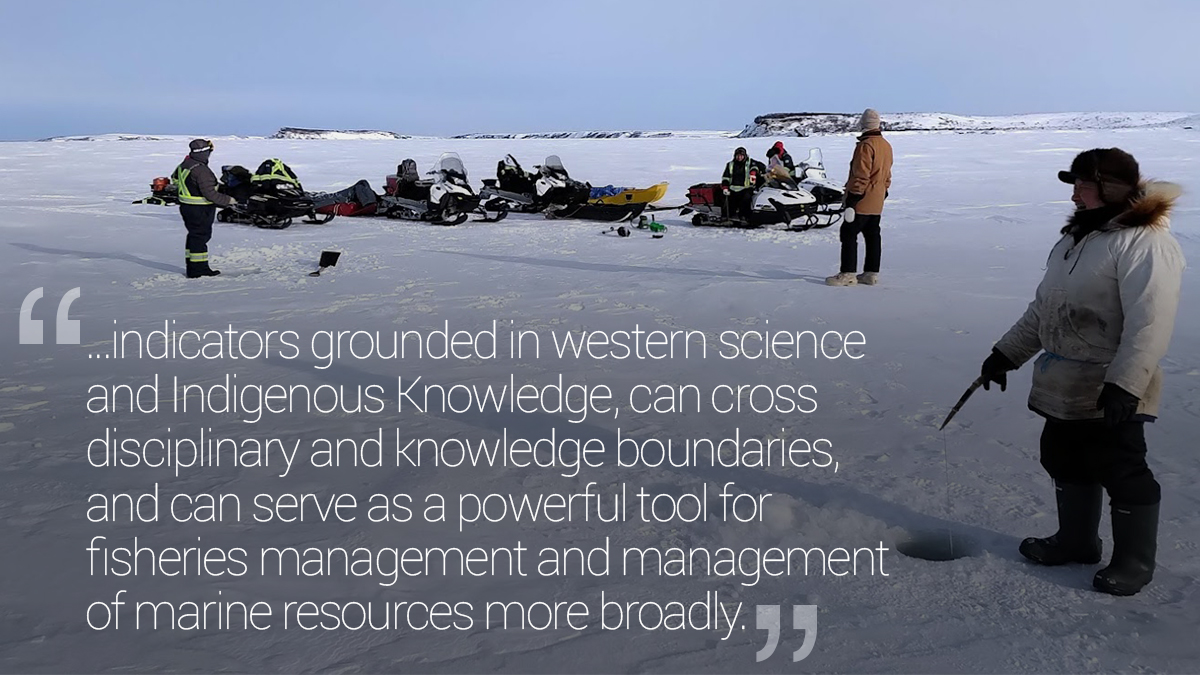 “ ...indicators grounded in western science
and Indigenous Knowledge, can cross
disciplinary and knowledge boundaries,
and can serve as a powerful tool for
fisheries management and management
of marine resources more broadly. ”